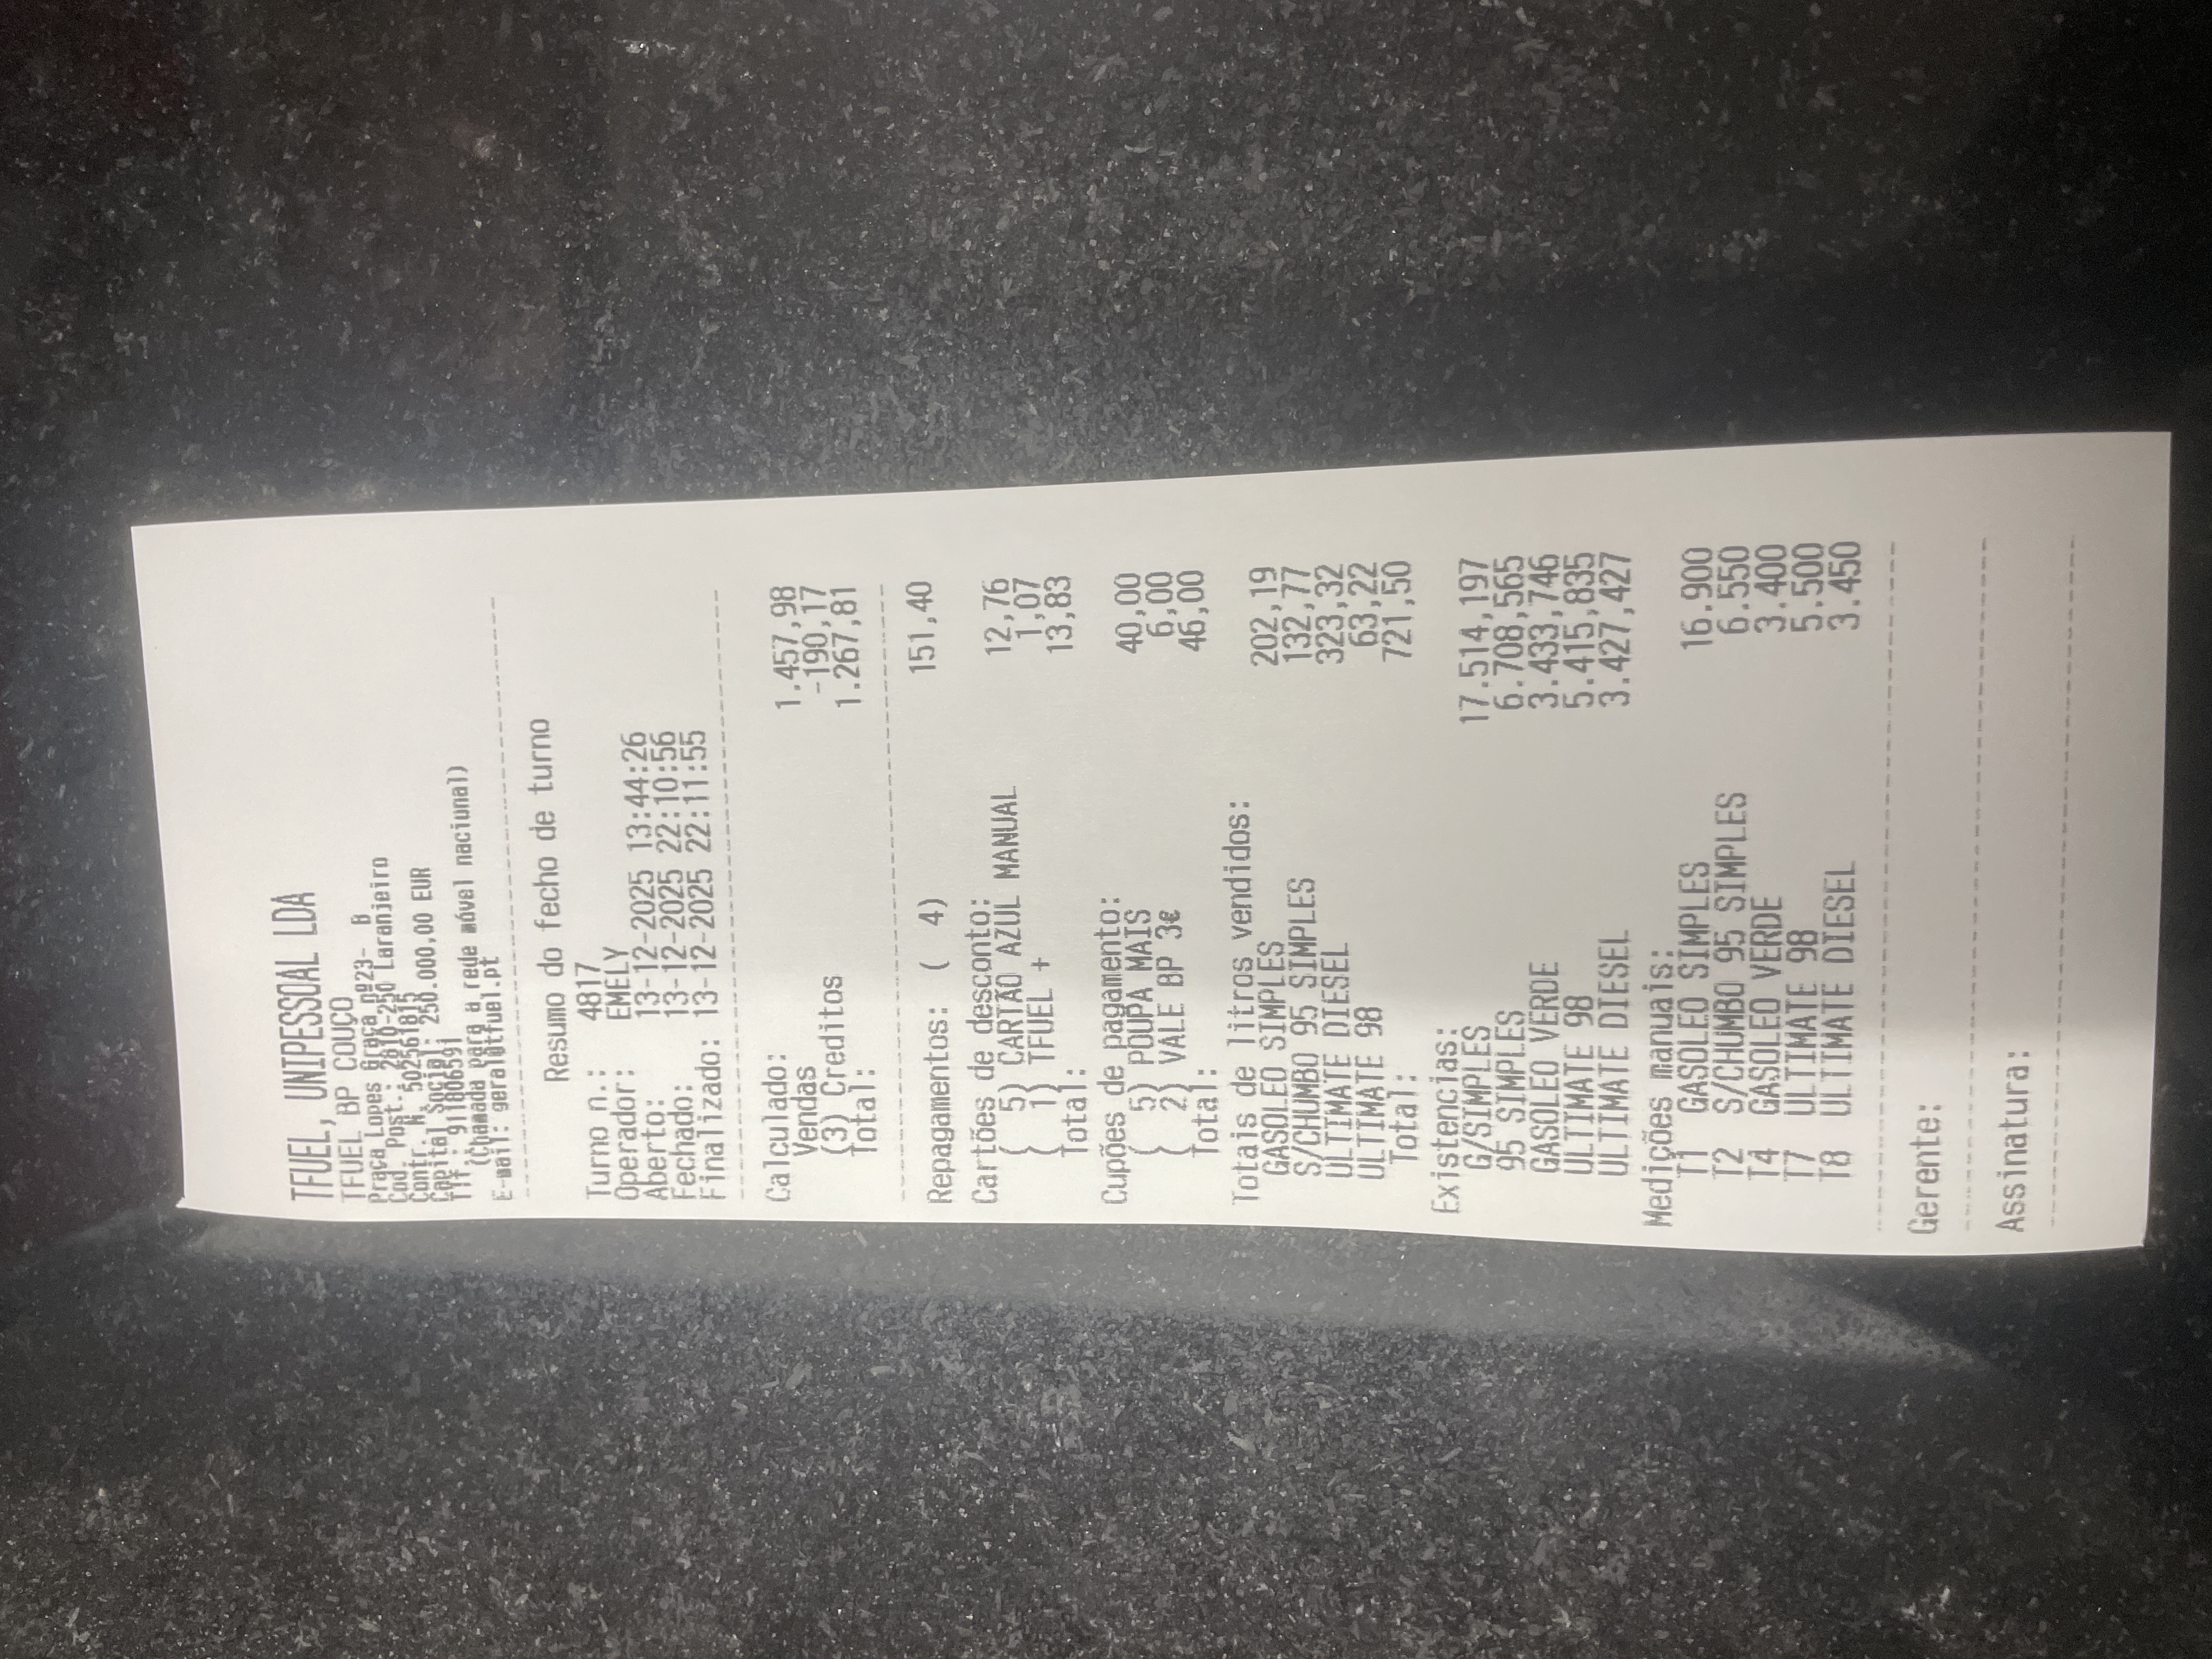 TFUEL, UNIPESSOAL LDA
TFUEL BP COUÇO
Praça Lopes Graça nº23- B
Cod. Post.: 2810-250 Laranjeiro
Contr. N. 502561815
Capital Social: 250.000,00 EUR
Tlf.: 911806591
(Chamada para a rede móvel nacional)
E-mail: geral@tfuel.pt
Resumo do fecho de turno
Turno n.: 4817
Operador: EMELY
Aberto: 13-12-2025 13:44:26
Fechado: 13-12-2025 22:10:56
Finalizado: 13-12-2025 22:11:55
Calculado:
Vendas 1.457,98
(3) Creditos -190,17
Total: 1.267,81
Repagamentos: ( 4) 151,40
Cartões de desconto:
( 5) CARTÃO AZUL MANUAL 12,76
( 1) TFUEL + 1,07
Total: 13,83
Cupões de pagamento:
( 5) POUPA MAIS 40,00
( 2) VALE BP 3€ 6,00
Total: 46,00
Totais de litros vendidos:
GASOLEO SIMPLES 202,19
S/CHUMBO 95 SIMPLES 132,77
ULTIMATE DIESEL 323,32
ULTIMATE 98 63,22
Total: 721,50
Existencias:
G/SIMPLES 17.514,197
95 SIMPLES 6.708,565
GASOLEO VERDE 3.433,746
ULTIMATE 98 5.415,835
ULTIMATE DIESEL 3.427,427
Medições manuais:
T1 GASOLEO SIMPLES 16.900
T2 S/CHUMBO 95 SIMPLES 6.550
T4 GASOLEO VERDE 3.400
T7 ULTIMATE 98 5.500
T8 ULTIMATE DIESEL 3.450
Gerente:
Assinatura: